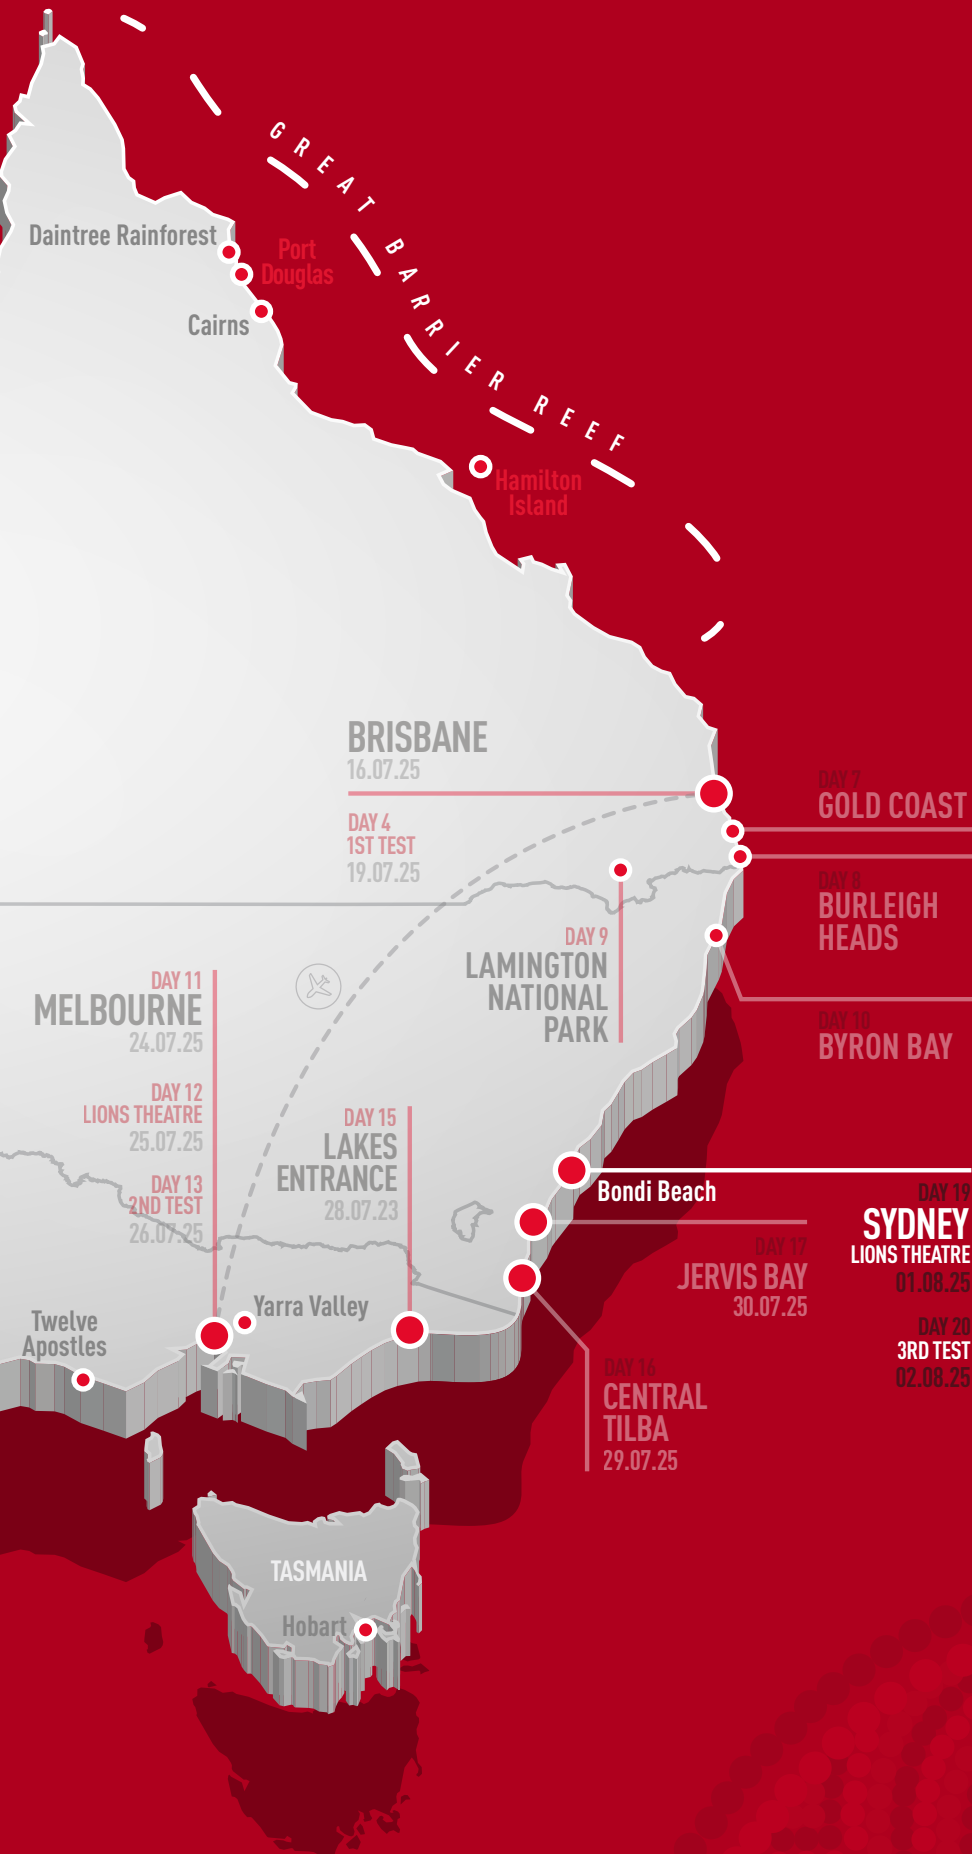 GREAT BARRIER REEF
Daintree Rainforest
Port
Douglas
Cairns
Hamilton
Island
BRISBANE
16.07.25
DAY 4
1ST TEST
19.07.25
DAY 7
GOLD COAST
DAY 8
BURLEIGH
HEADS
DAY 9
LAMINGTON
NATIONAL
PARK
DAY 10
BYRON BAY
DAY 11
MELBOURNE
24.07.25
DAY 12
LIONS THEATRE
25.07.25
DAY 13
2ND TEST
26.07.25
DAY 15
LAKES
ENTRANCE
28.07.23
Bondi Beach
DAY 19
SYDNEY
LIONS THEATRE
01.08.25
DAY 20
3RD TEST
02.08.25
DAY 17
JERVIS BAY
30.07.25
Yarra Valley
Twelve
Apostles
DAY 16
CENTRAL
TILBA
29.07.25
TASMANIA
Hobart